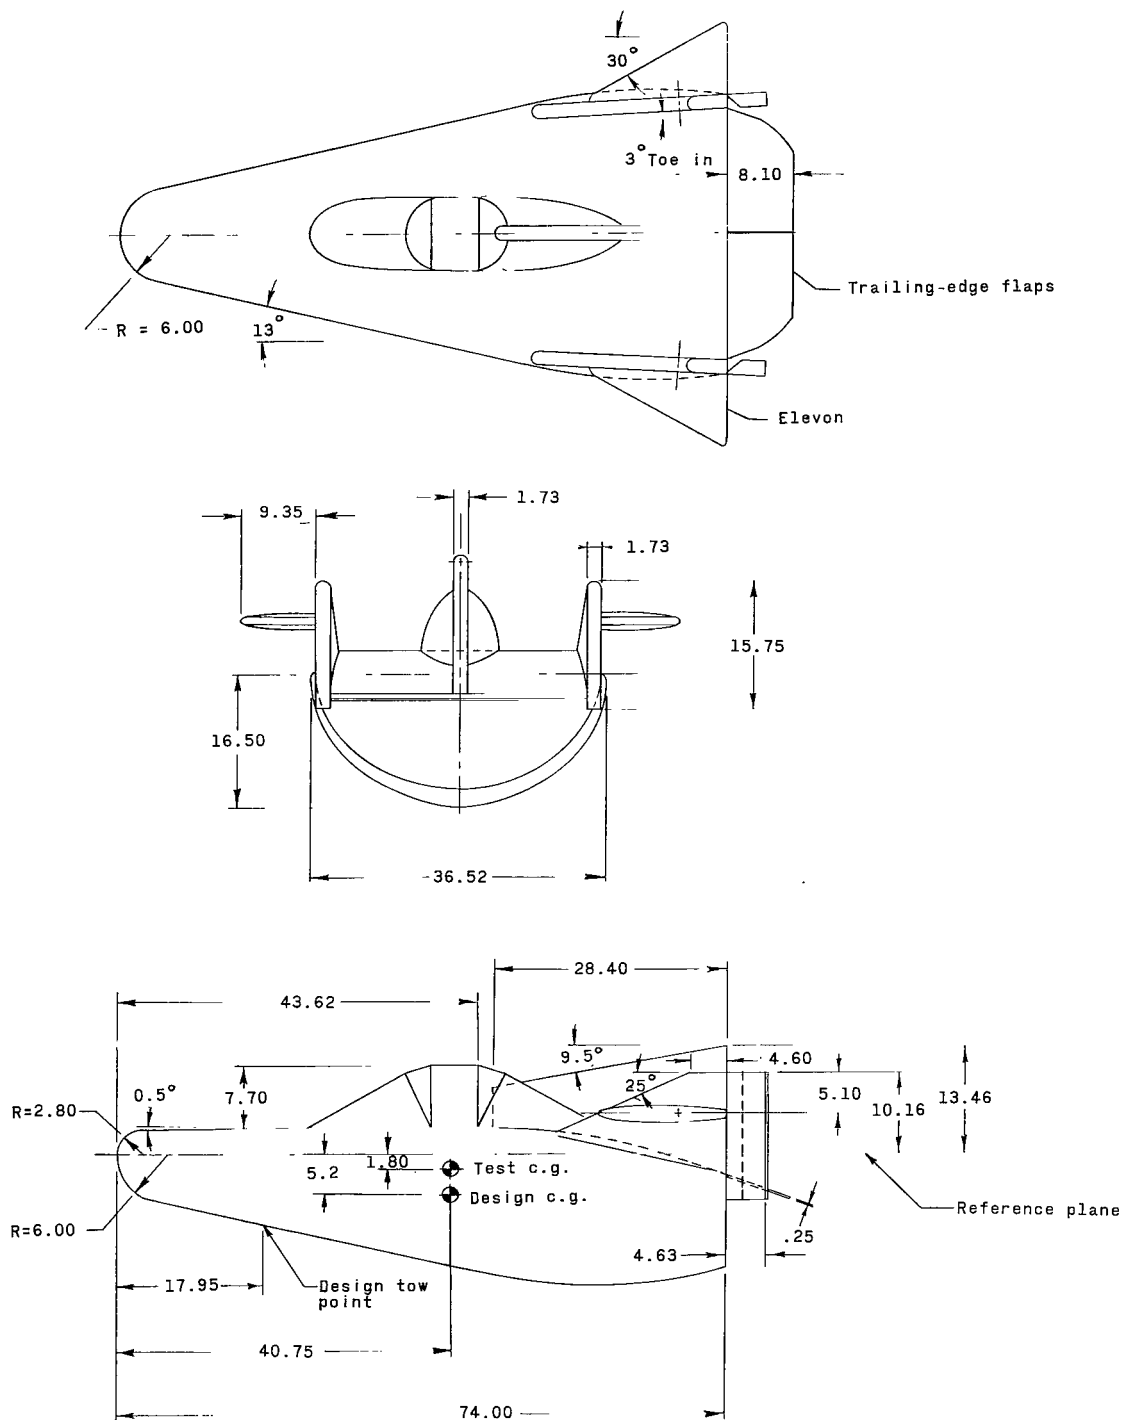 30°
3° Toe in
8.10
Trailing-edge flaps
R = 6.00
13°
Elevon
1.73
9.35
1.73
15.75
16.50
36.52
28.40
43.62
9.5°
4.60
0.5°
7.70
25°
5.10
10.16
13.46
R=2.80
1.80
5.2
Test c.g.
Design c.g.
Reference plane
R=6.00
.25
4.63
17.95
Design tow
point
40.75
74.00